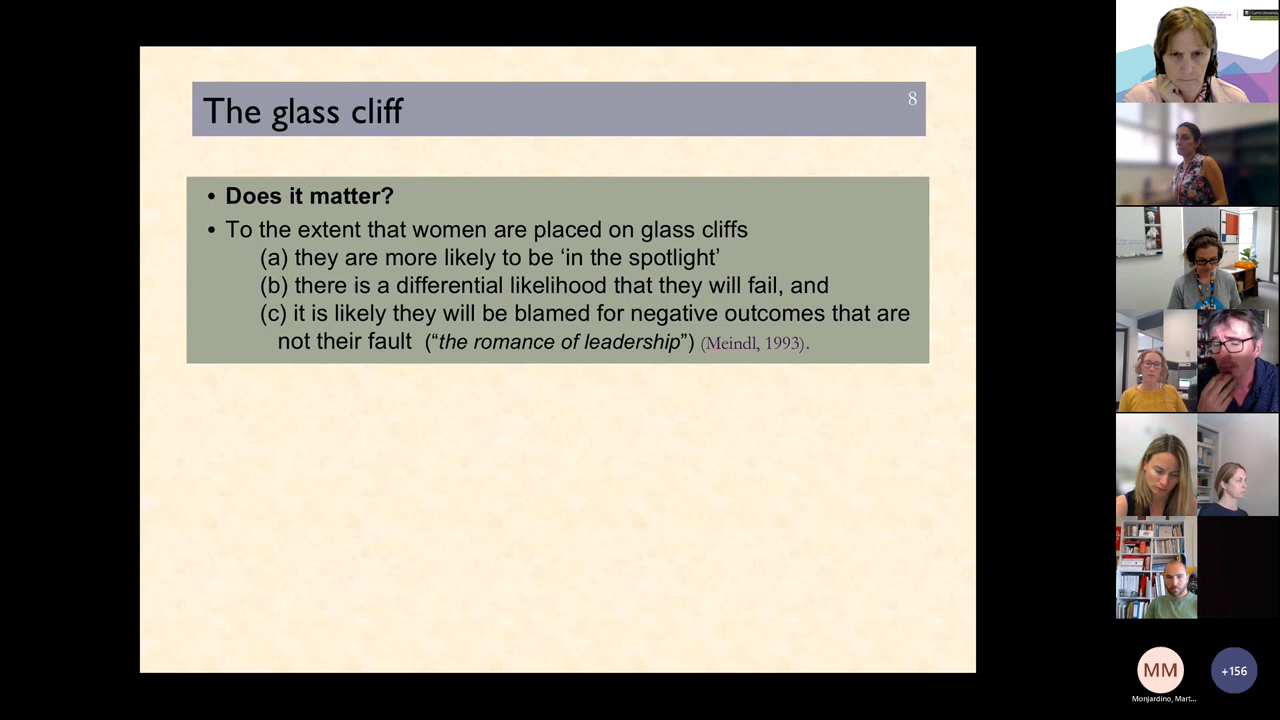 The glass cliff
8
• Does it matter?
• To the extent that women are placed on glass cliffs
(a) they are more likely to be ‘in the spotlight’
(b) there is a differential likelihood that they will fail, and
(c) it is likely they will be blamed for negative outcomes that are
not their fault (“the romance of leadership”) (Meindl, 1993).
MM
+156
Monjardino, Mart...